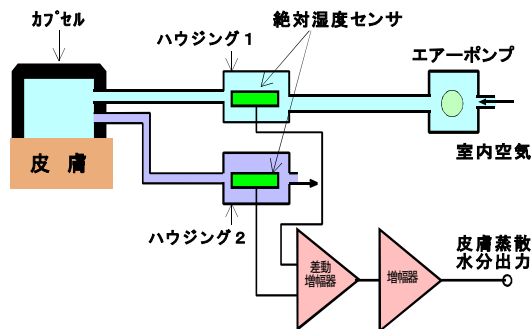 カプセル
ハウジング1
絶対湿度センサ
エアーポンプ
室内空気
皮 膚
ハウジング2
差動
増幅器
増幅器
皮膚蒸散
水分出力